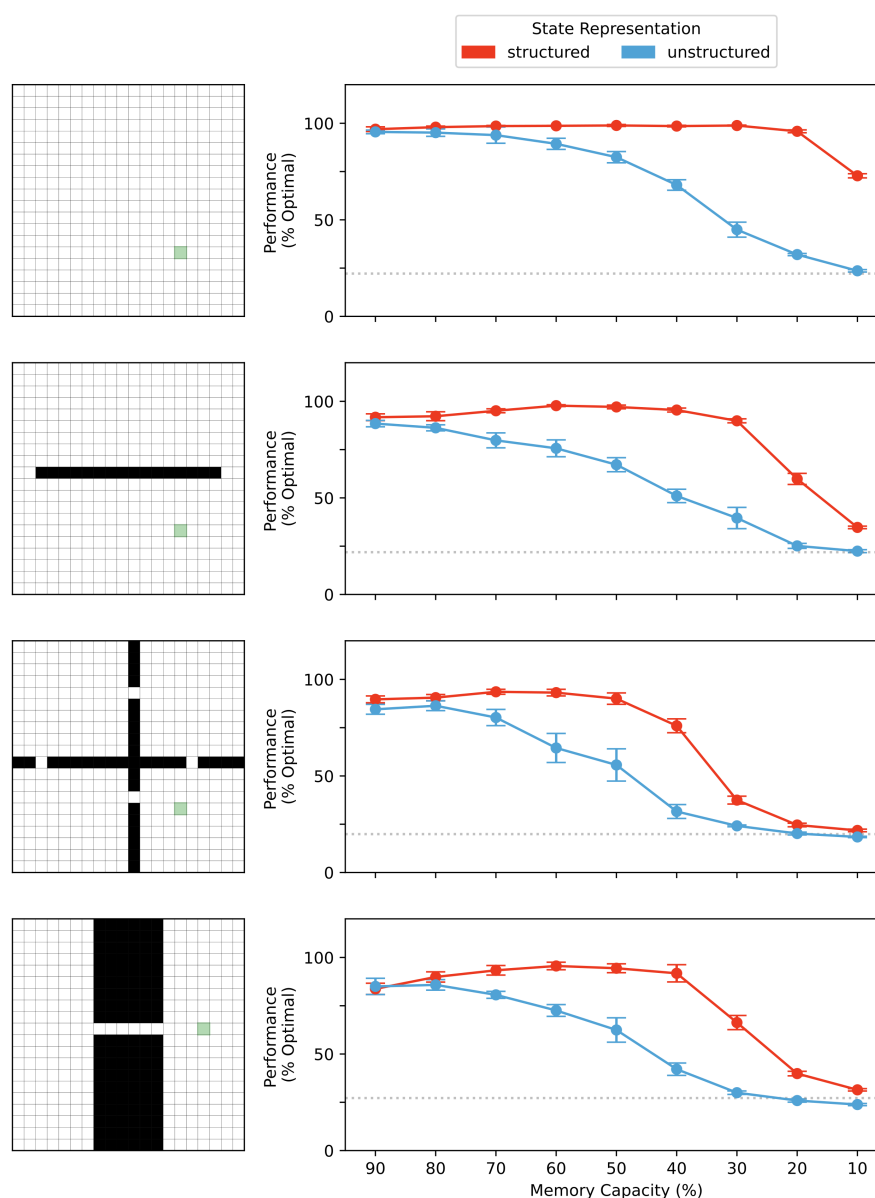 State Representation
structured unstructured
Performance
(% Optimal)
100
50
0
Performance
(% Optimal)
100
50
0
Performance
(% Optimal)
100
50
0
Performance
(% Optimal)
100
50
0
90 80 70 60 50 40 30 20 10
Memory Capacity (%)